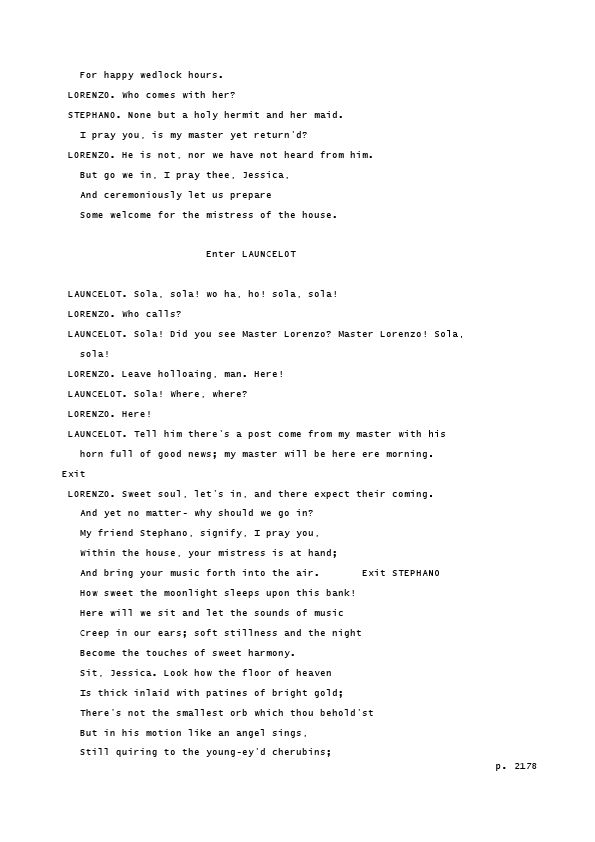 For happy wedlock hours.
LORENZO. Who comes with her?
STEPHANO. None but a holy hermit and her maid.
I pray you, is my master yet return'd?
LORENZO. He is not, nor we have not heard from him.
But go we in, I pray thee, Jessica,
And ceremoniously let us prepare
Some welcome for the mistress of the house.
Enter LAUNCELOT
LAUNCELOT. Sola, sola! wo ha, ho! sola, sola!
LORENZO. Who calls?
LAUNCELOT. Sola! Did you see Master Lorenzo? Master Lorenzo! Sola,
sola!
LORENZO. Leave holloaing, man. Here!
LAUNCELOT. Sola! Where, where?
LORENZO. Here!
LAUNCELOT. Tell him there's a post come from my master with his
horn full of good news; my master will be here ere morning.
Exit
LORENZO. Sweet soul, let's in, and there expect their coming.
And yet no matter- why should we go in?
My friend Stephano, signify, I pray you,
Within the house, your mistress is at hand;
And bring your music forth into the air.       Exit STEPHANO
How sweet the moonlight sleeps upon this bank!
Here will we sit and let the sounds of music
Creep in our ears; soft stillness and the night
Become the touches of sweet harmony.
Sit, Jessica. Look how the floor of heaven
Is thick inlaid with patines of bright gold;
There's not the smallest orb which thou behold'st
But in his motion like an angel sings,
Still quiring to the young-ey'd cherubins;
p. 2178